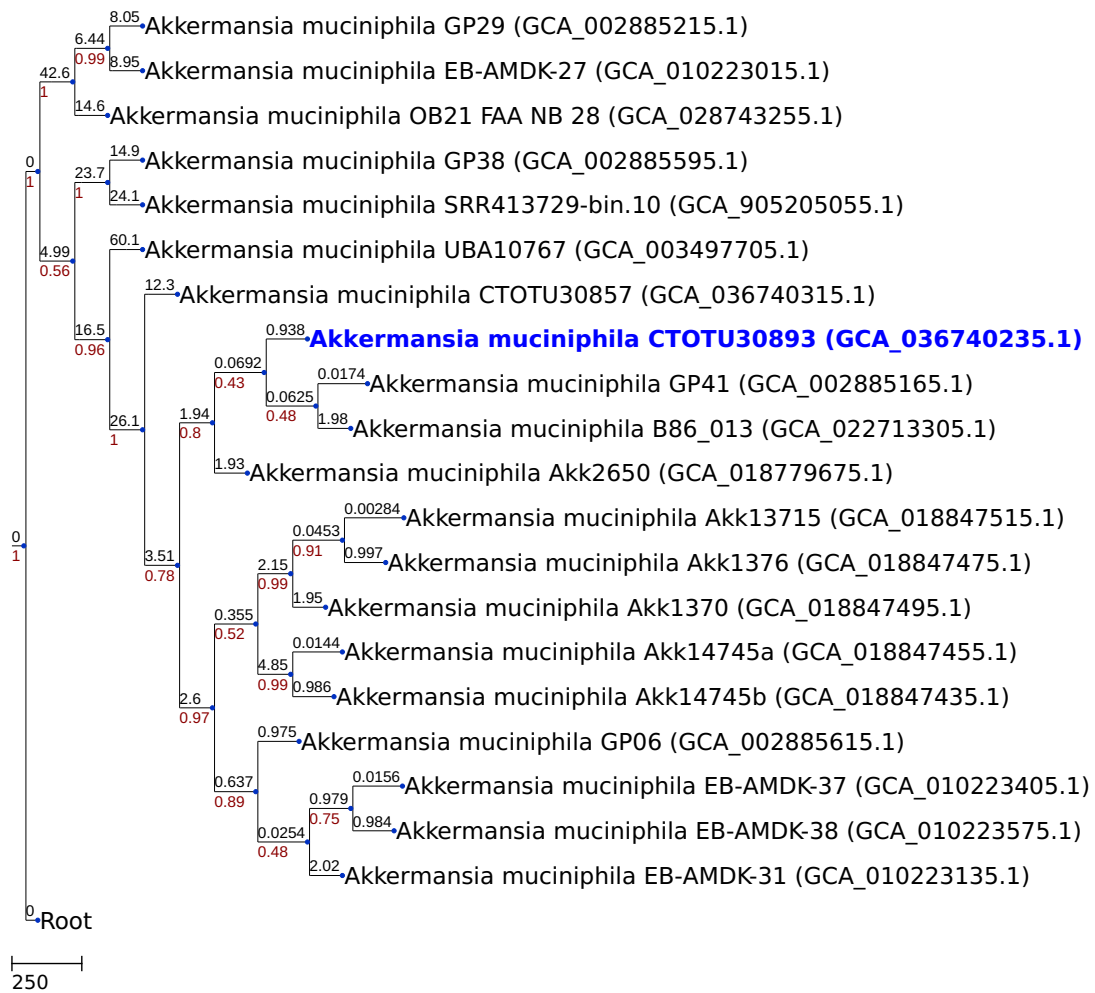 8.05
Akkermansia muciniphila GP29 (GCA_002885215.1)
6.44
0.99
8.95
Akkermansia muciniphila EB-AMDK-27 (GCA_010223015.1)
42.6
1
14.6
Akkermansia muciniphila OB21 FAA NB 28 (GCA_028743255.1)
14.9
Akkermansia muciniphila GP38 (GCA_002885595.1)
0
1
23.7
1
24.1
Akkermansia muciniphila SRR413729-bin.10 (GCA_905205055.1)
60.1
Akkermansia muciniphila UBA10767 (GCA_003497705.1)
4.99
0.56
12.3
Akkermansia muciniphila CTOTU30857 (GCA_036740315.1)
16.5
0.96
0.938
Akkermansia muciniphila CTOTU30893 (GCA_036740235.1)
0.0692
0.43
0.0174
Akkermansia muciniphila GP41 (GCA_002885165.1)
0.0625
0.48
26.1
1
1.94
0.8
1.98
Akkermansia muciniphila B86_013 (GCA_022713305.1)
1.93
Akkermansia muciniphila Akk2650 (GCA_018779675.1)
0.00284
Akkermansia muciniphila Akk13715 (GCA_018847515.1)
0
1
0.0453
0.91
3.51
0.78
0.997
Akkermansia muciniphila Akk1376 (GCA_018847475.1)
2.15
0.99
1.95
Akkermansia muciniphila Akk1370 (GCA_018847495.1)
0.355
0.52
0.0144
Akkermansia muciniphila Akk14745a (GCA_018847455.1)
4.85
0.99
0.986
Akkermansia muciniphila Akk14745b (GCA_018847435.1)
2.6
0.97
0.975
Akkermansia muciniphila GP06 (GCA_002885615.1)
0.637
0.89
0.0156
Akkermansia muciniphila EB-AMDK-37 (GCA_010223405.1)
0.979
0.75
0.984
Akkermansia muciniphila EB-AMDK-38 (GCA_010223575.1)
0.0254
0.48
2.02
Akkermansia muciniphila EB-AMDK-31 (GCA_010223135.1)
0
Root
250